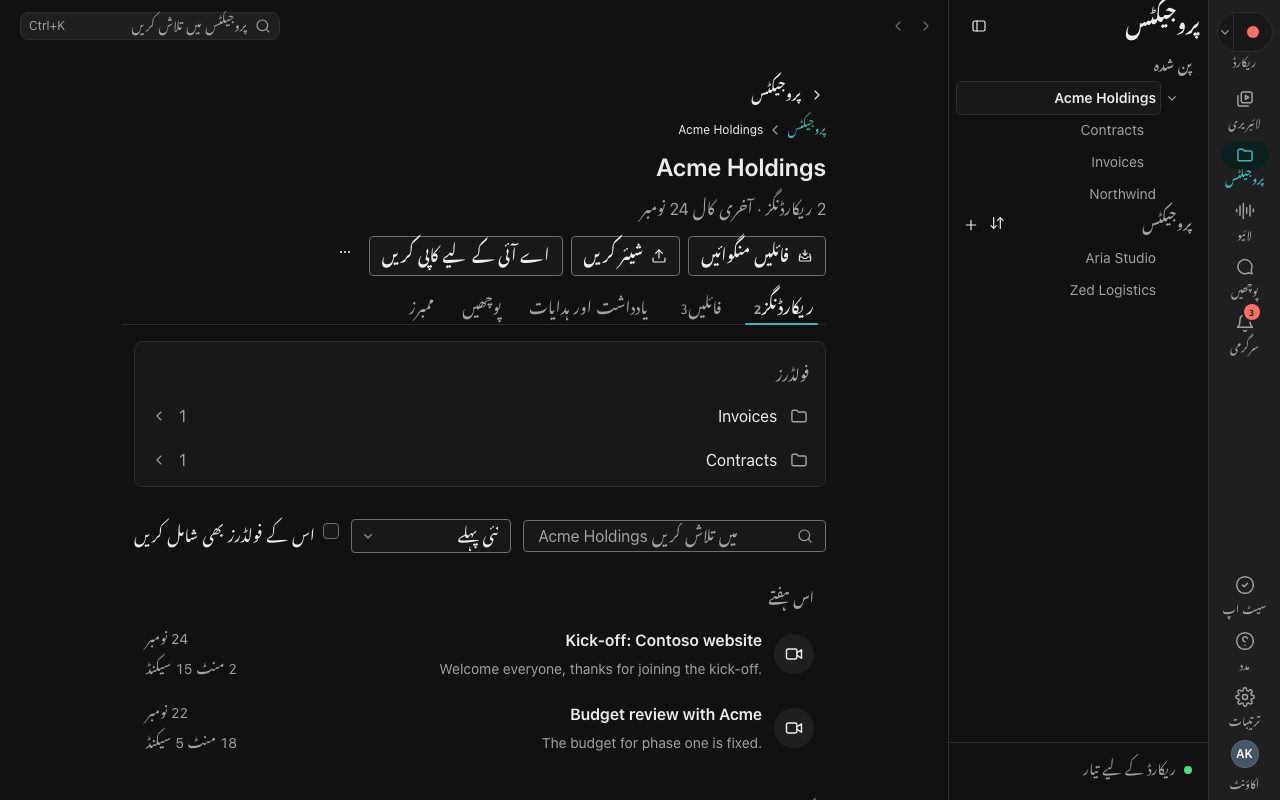 ریکارڈ
لائبریری
پروجیکٹس
لائیو
پوچھیں
3
سرگرمی
سیٹ اپ
مدد
ترتیبات
AK
اکاؤنٹ
پروجیکٹس
پن شدہ
Acme Holdings
Contracts
Invoices
Northwind
پروجیکٹس
Aria Studio
Zed Logistics
ریکارڈ کے لیے تیار
پروجیکٹس میں تلاش کریں Ctrl+K
پروجیکٹس
پروجیکٹس Acme Holdings
Acme Holdings
2 ریکارڈنگز · آخری کال 24 نومبر
فائلیں منگوائیں شیئر کریں اے آئی کے لیے کاپی کریں ...
ریکارڈنگز2 فائلیں3 یادداشت اور ہدایات پوچھیں ممبرز
فولڈرز
Invoices 1
Contracts 1
Acme Holdings میں تلاش کریں نئی پہلے اس کے فولڈرز بھی شامل کریں
اس ہفتے
Kick-off: Contoso website 24 نومبر
Welcome everyone, thanks for joining the kick-off. 2 منٹ 15 سیکنڈ
Budget review with Acme 22 نومبر
The budget for phase one is fixed. 18 منٹ 5 سیکنڈ